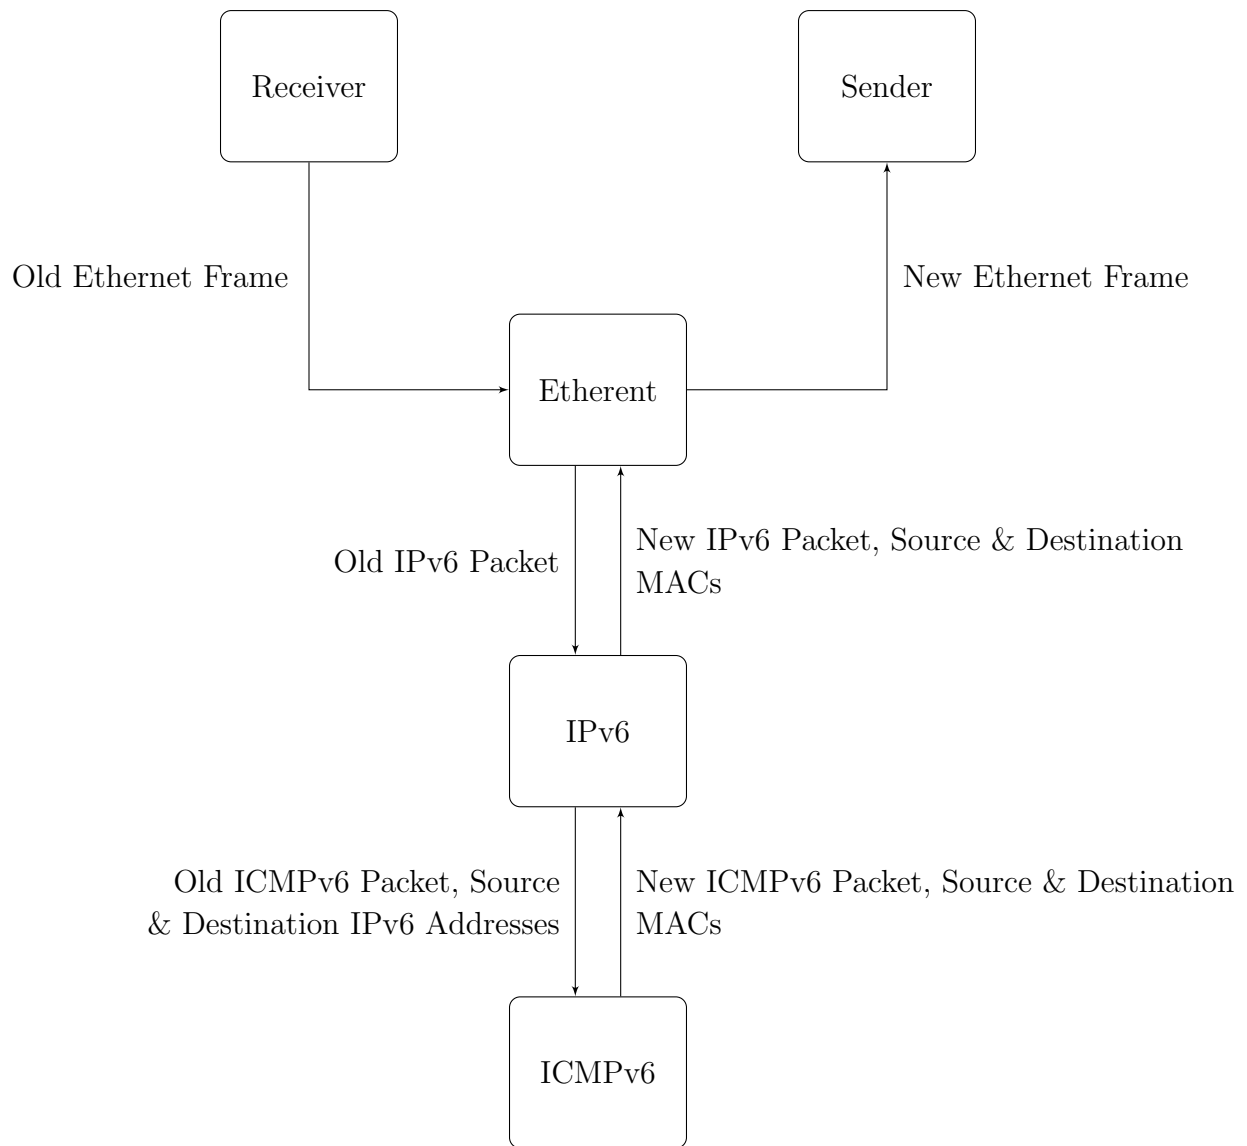 Receiver
Sender
Old Ethernet Frame
New Ethernet Frame
Etherent
Old IPv6 Packet
New IPv6 Packet, Source & Destination
MACs
IPv6
Old ICMPv6 Packet, Source
& Destination IPv6 Addresses
New ICMPv6 Packet, Source & Destination
MACs
ICMPv6